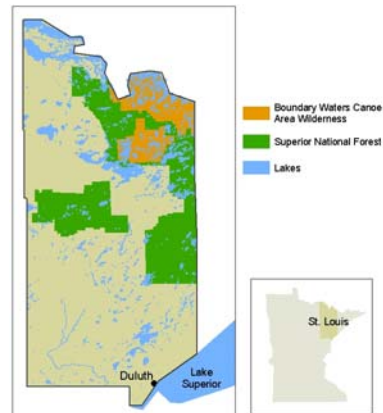 Boundary Waters Canoe
Area Wilderness
Superior National Forest
Lakes
St. Louis
Duluth
Lake
Superior